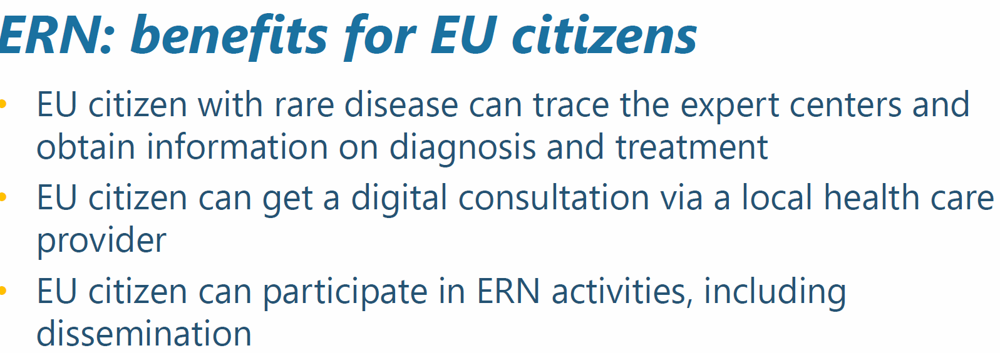 ERN: benefits for EU citizens
• EU citizen with rare disease can trace the expert centers and
obtain information on diagnosis and treatment
• EU citizen can get a digital consultation via a local health care
provider
• EU citizen can participate in ERN activities, including
dissemination